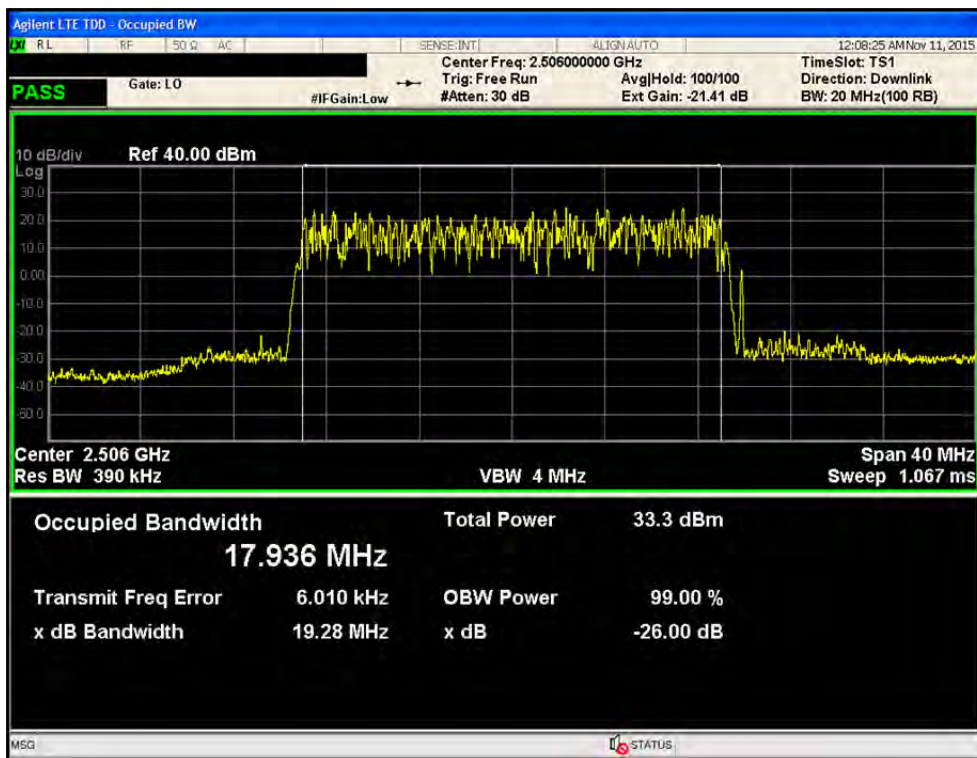 Agilent LTE TDD - Occupied BW
LXI RL RF 50 Ω AC SENSE:INT ALIGN AUTO 12:08:25 AM Nov 11, 2015
Center Freq: 2.506000000 GHz TimeSlot: TS1
PASS Gate: LO Trig: Free Run Avg|Hold: 100/100 Direction: Downlink
#IFGain:Low #Atten: 30 dB Ext Gain: -21.41 dB BW: 20 MHz(100 RB)
10 dB/div Ref 40.00 dBm
Log
30.0
20.0
10.0
0.00
-10.0
-20.0
-30.0
-40.0
-50.0
Center 2.506 GHz Span 40 MHz
Res BW 390 kHz VBW 4 MHz Sweep 1.067 ms
Occupied Bandwidth Total Power 33.3 dBm
17.936 MHz
Transmit Freq Error 6.010 kHz OBW Power 99.00 %
x dB Bandwidth 19.28 MHz x dB -26.00 dB
MSG STATUS